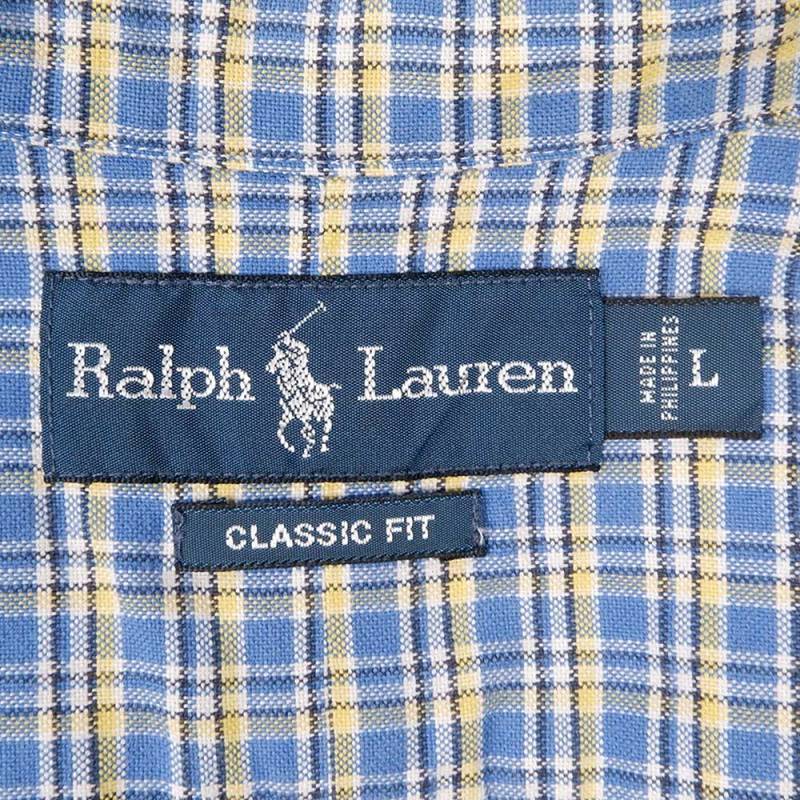 Ralph Lauren
MADE IN
PHILIPPINES
L
CLASSIC FIT